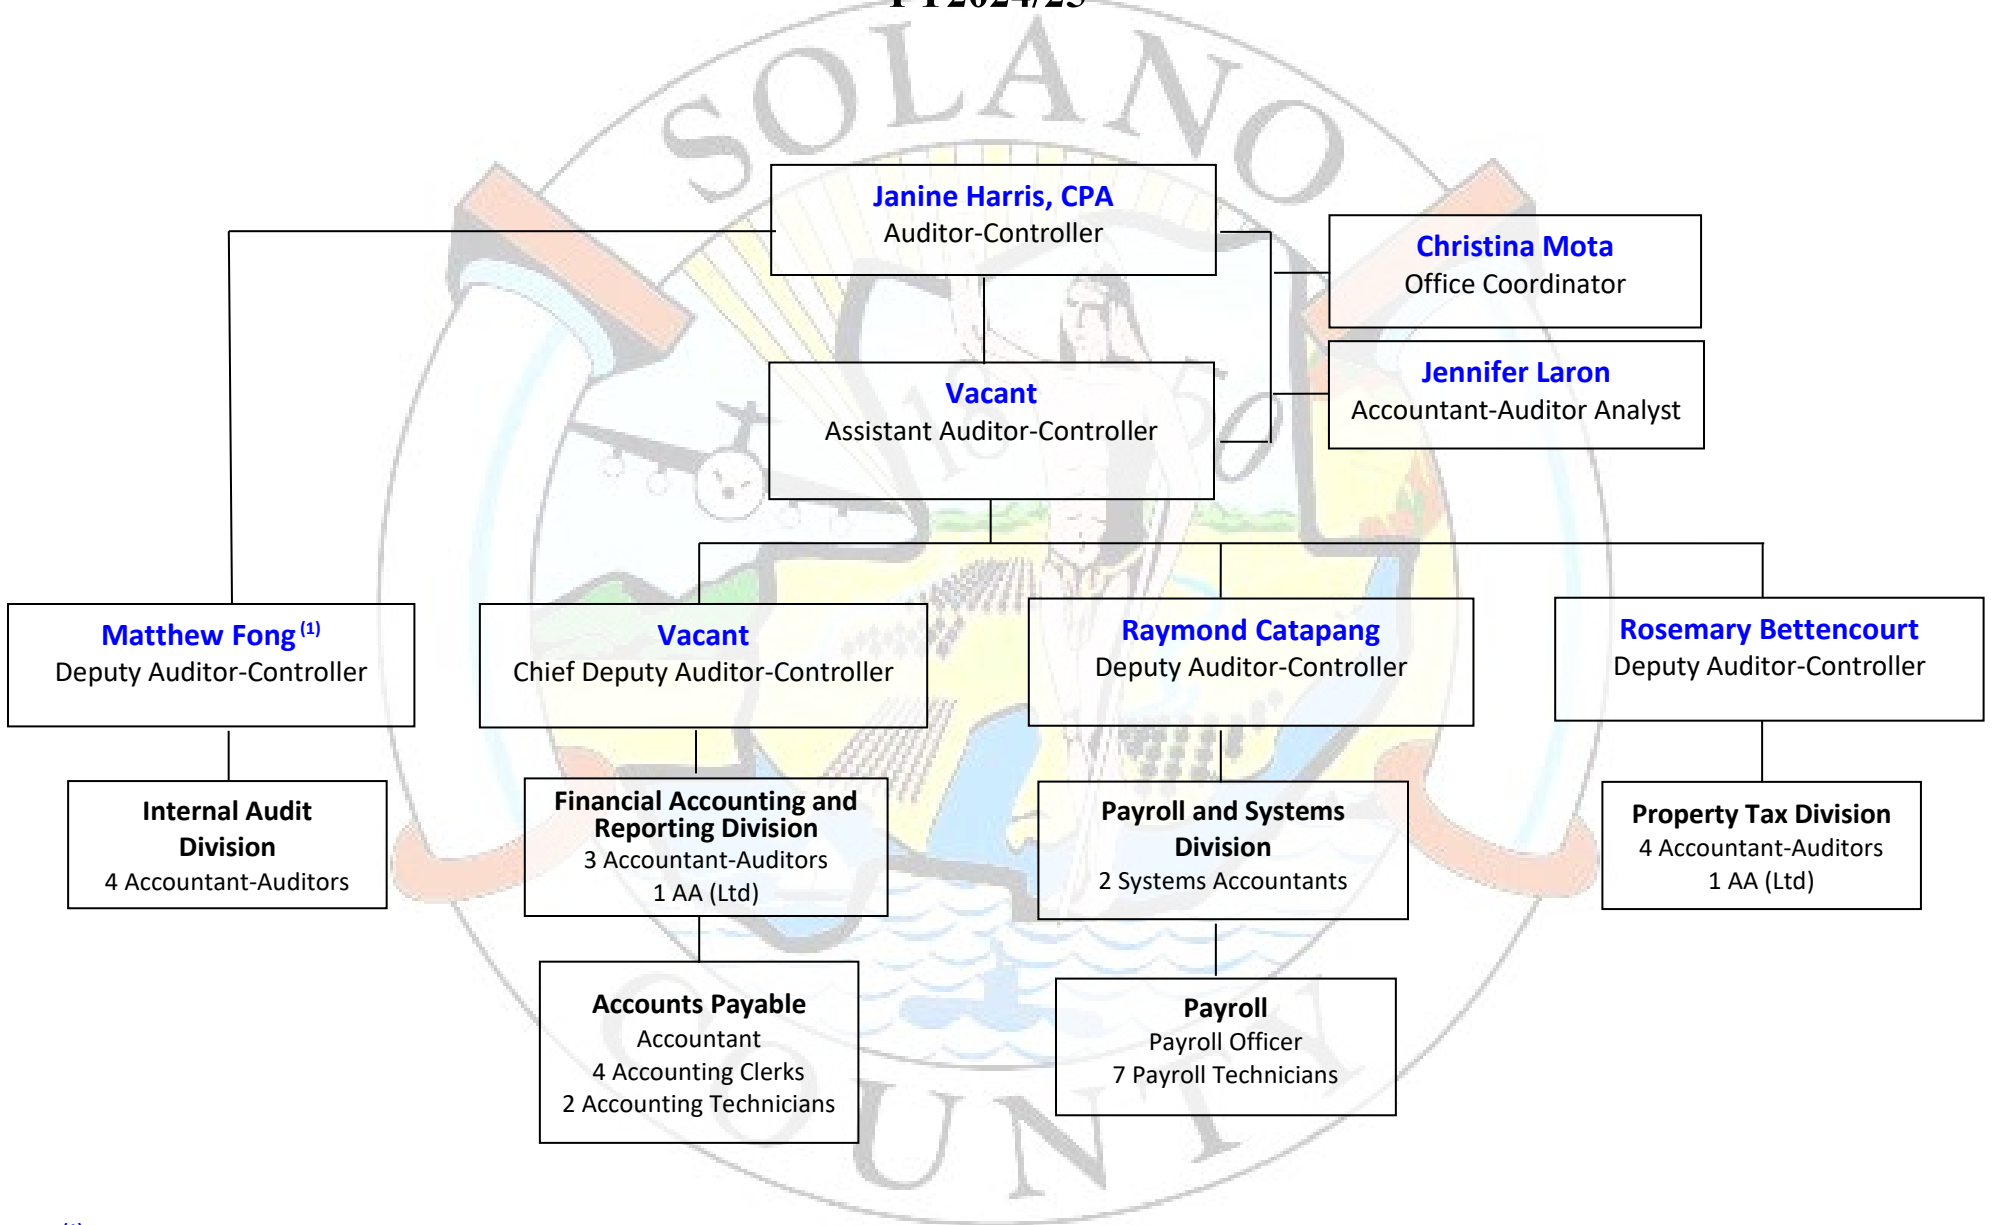 FY2024/25
SOLANO
Janine Harris, CPA
Auditor-Controller
Christina Mota
Office Coordinator
Jennifer Laron
Accountant-Auditor Analyst
Vacant
Assistant Auditor-Controller
1850
Matthew Fong (1)
Deputy Auditor-Controller
Vacant
Chief Deputy Auditor-Controller
Raymond Catapang
Deputy Auditor-Controller
Rosemary Bettencourt
Deputy Auditor-Controller
Internal Audit
Division
4 Accountant-Auditors
Financial Accounting and
Reporting Division
3 Accountant-Auditors
1 AA (Ltd)
Payroll and Systems
Division
2 Systems Accountants
Property Tax Division
4 Accountant-Auditors
1 AA (Ltd)
Accounts Payable
Accountant
4 Accounting Clerks
2 Accounting Technicians
Payroll
Payroll Officer
7 Payroll Technicians
COUNTY